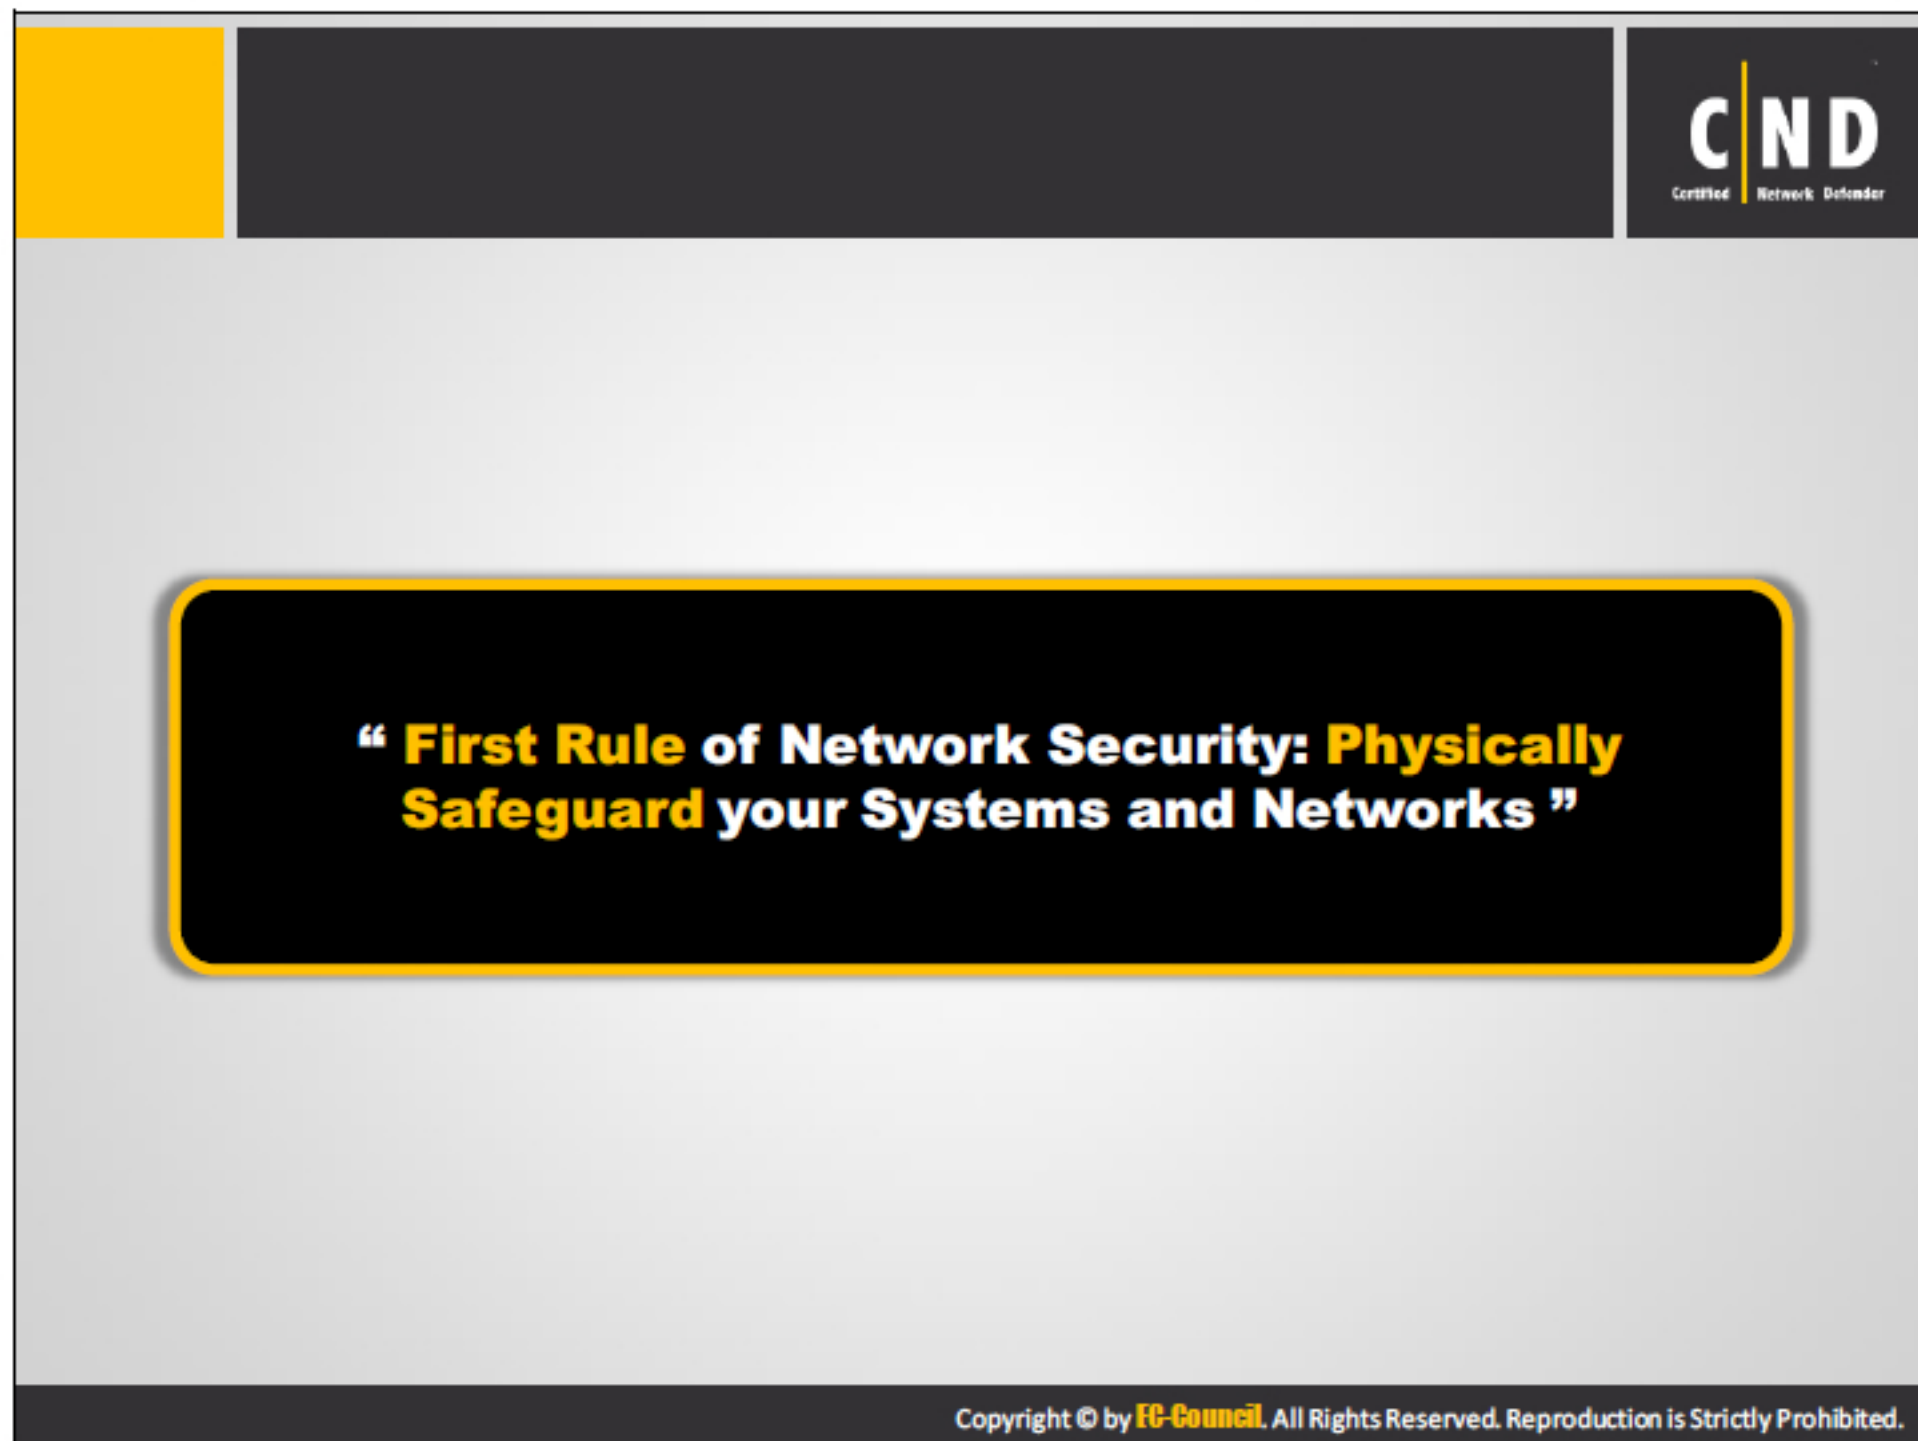 C|ND
Certified Network Defender
“ First Rule of Network Security: Physically
Safeguard your Systems and Networks ”
Copyright © by EC-Council. All Rights Reserved. Reproduction is Strictly Prohibited.